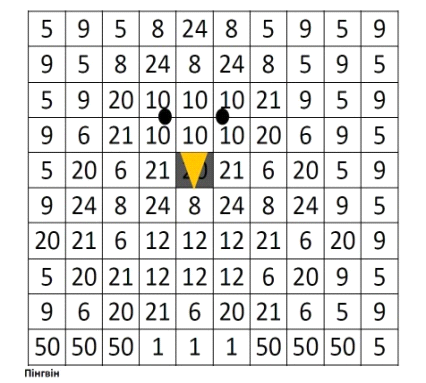 5 9 5 8 24 8 5 9 5 9
9 5 8 24 8 24 8 5 9 5
5 9 20 10 10 10 21 9 5 9
9 6 21 10 10 10 20 6 9 5
5 20 6 21 20 21 6 20 5 9
9 24 8 24 8 24 8 24 9 5
20 21 6 12 12 12 21 6 20 9
5 20 21 12 12 12 6 20 9 5
9 6 20 21 6 20 21 6 5 9
50 50 50 1 1 1 50 50 50 5
Пінгвін